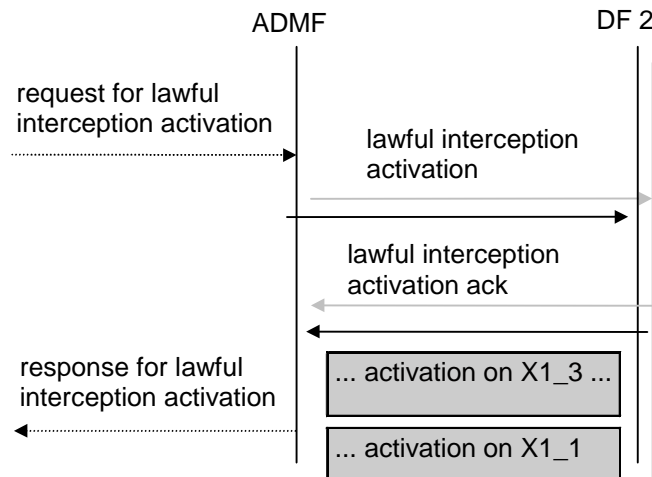 ADMF
DF 2
request for lawful
interception activation
lawful interception
activation
lawful interception
activation ack
response for lawful
interception activation
... activation on X1_3 ...
... activation on X1_1